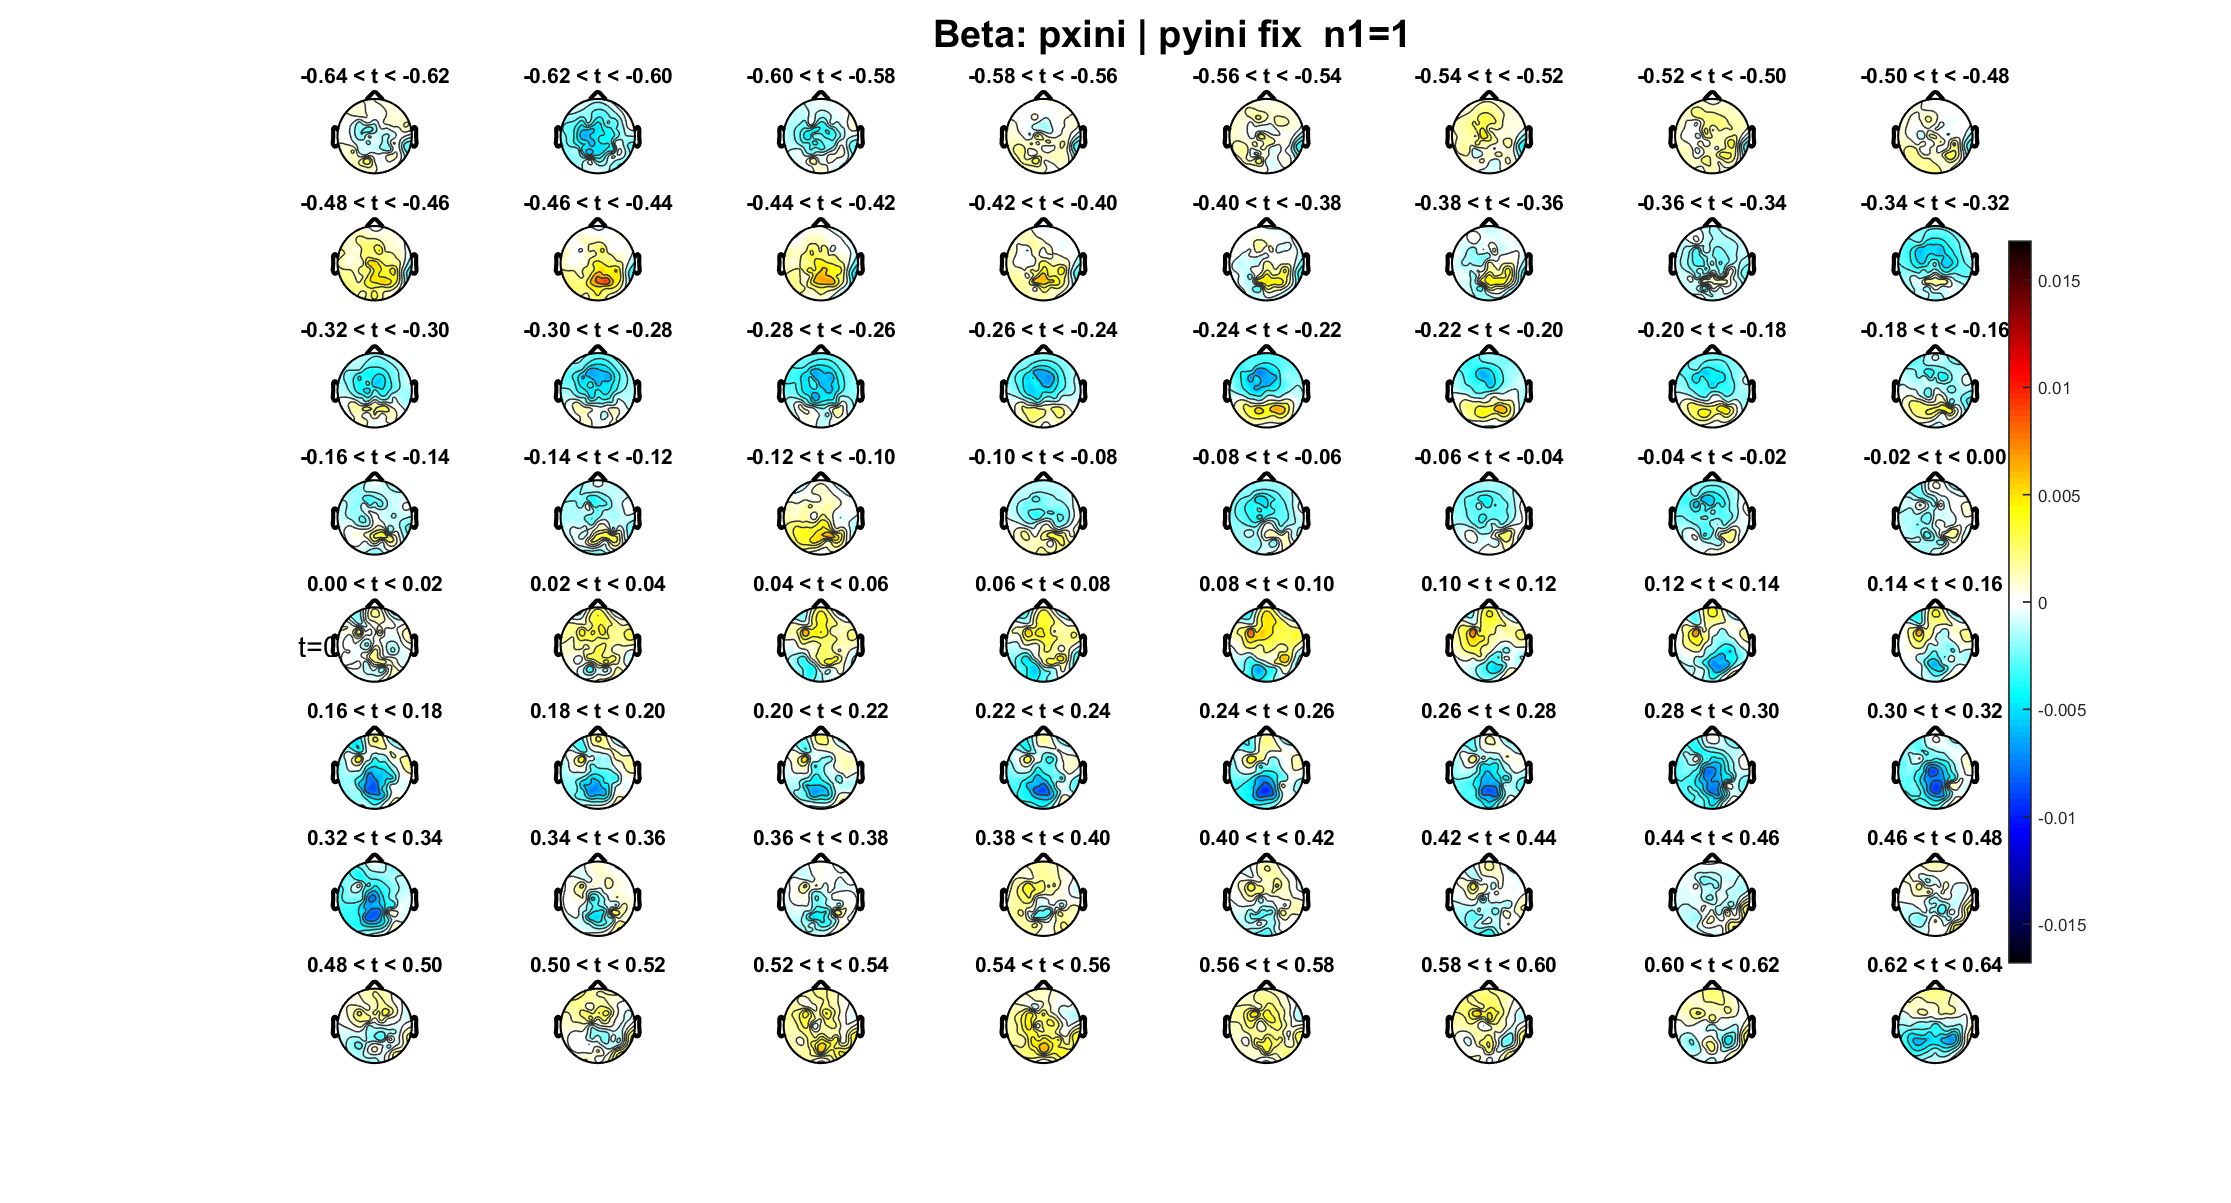 Beta: pxini | pyini fix  n1=1
-0.64 < t < -0.62
-0.62 < t < -0.60
-0.60 < t < -0.58
-0.58 < t < -0.56
-0.56 < t < -0.54
-0.54 < t < -0.52
-0.52 < t < -0.50
-0.50 < t < -0.48
-0.48 < t < -0.46
-0.46 < t < -0.44
-0.44 < t < -0.42
-0.42 < t < -0.40
-0.40 < t < -0.38
-0.38 < t < -0.36
-0.36 < t < -0.34
-0.34 < t < -0.32
-0.32 < t < -0.30
-0.30 < t < -0.28
-0.28 < t < -0.26
-0.26 < t < -0.24
-0.24 < t < -0.22
-0.22 < t < -0.20
-0.20 < t < -0.18
-0.18 < t < -0.16
-0.16 < t < -0.14
-0.14 < t < -0.12
-0.12 < t < -0.10
-0.10 < t < -0.08
-0.08 < t < -0.06
-0.06 < t < -0.04
-0.04 < t < -0.02
-0.02 < t < 0.00
0.00 < t < 0.02
0.02 < t < 0.04
0.04 < t < 0.06
0.06 < t < 0.08
0.08 < t < 0.10
0.10 < t < 0.12
0.12 < t < 0.14
0.14 < t < 0.16
t=0
0.16 < t < 0.18
0.18 < t < 0.20
0.20 < t < 0.22
0.22 < t < 0.24
0.24 < t < 0.26
0.26 < t < 0.28
0.28 < t < 0.30
0.30 < t < 0.32
0.32 < t < 0.34
0.34 < t < 0.36
0.36 < t < 0.38
0.38 < t < 0.40
0.40 < t < 0.42
0.42 < t < 0.44
0.44 < t < 0.46
0.46 < t < 0.48
0.48 < t < 0.50
0.50 < t < 0.52
0.52 < t < 0.54
0.54 < t < 0.56
0.56 < t < 0.58
0.58 < t < 0.60
0.60 < t < 0.62
0.62 < t < 0.64
0.015
0.01
0.005
0
-0.005
-0.01
-0.015